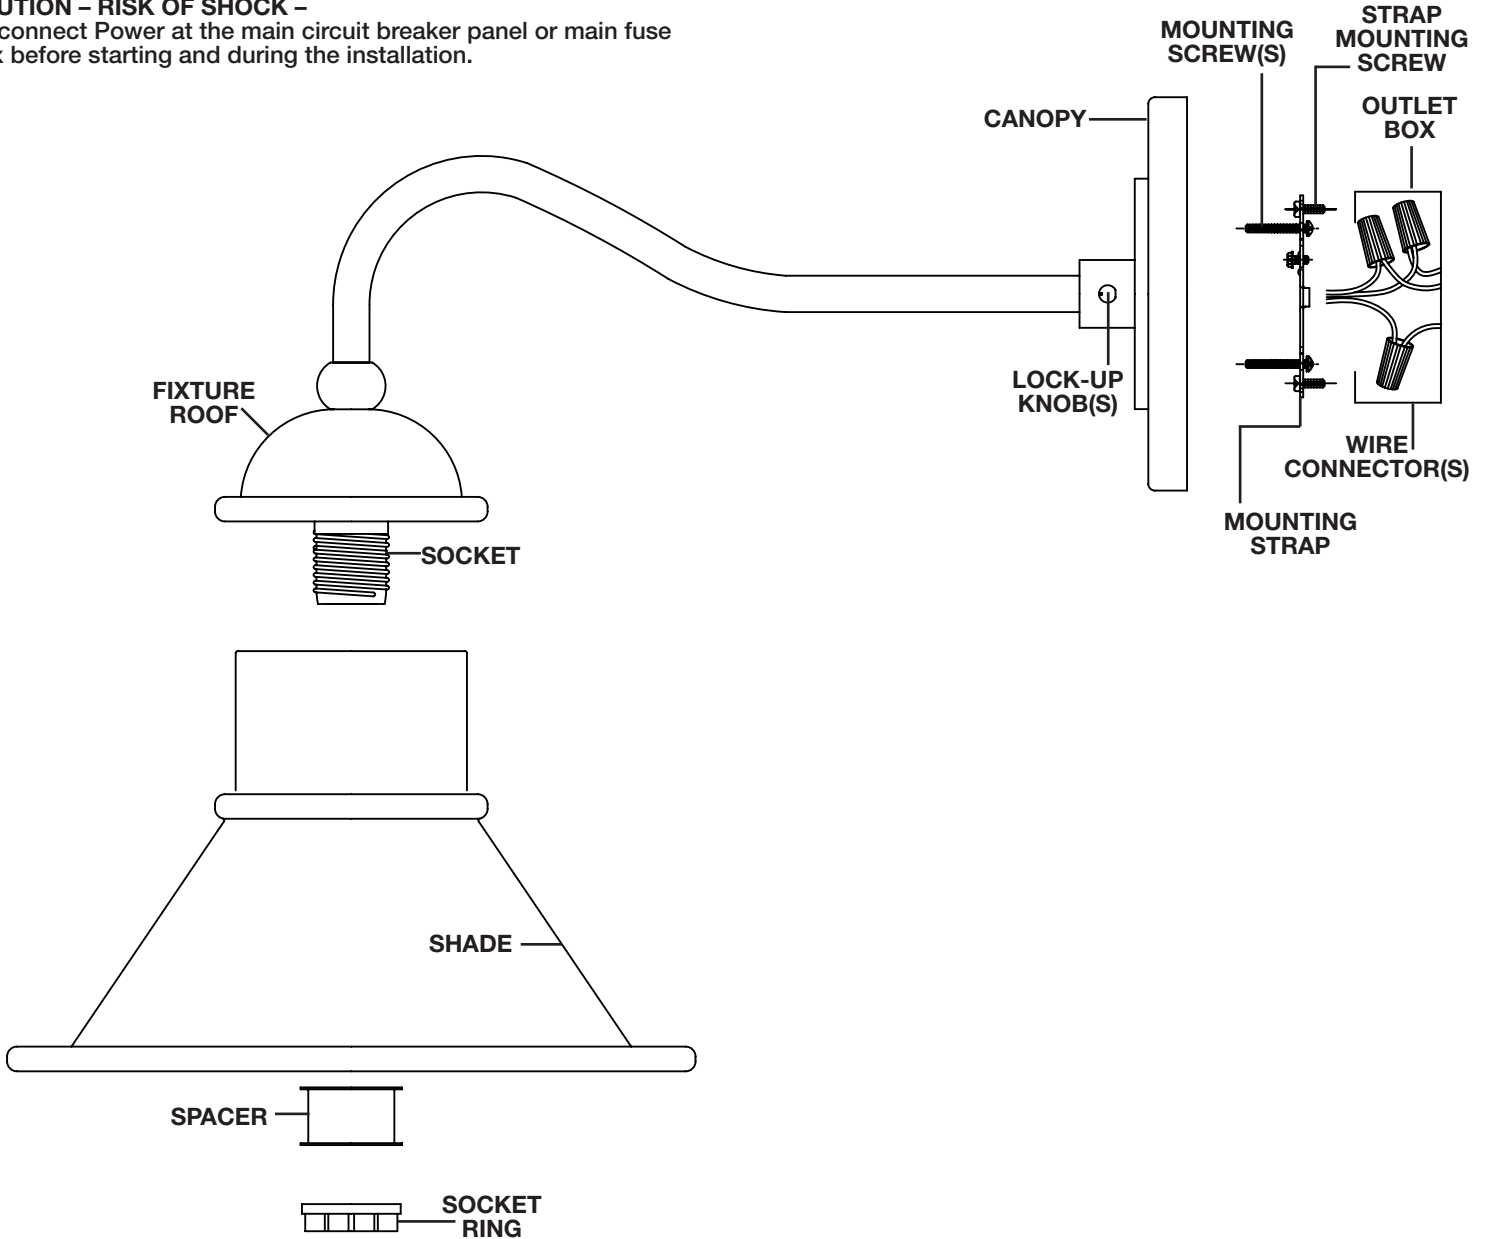 UTION – RISK OF SHOCK –
connect Power at the main circuit breaker panel or main fuse
before starting and during the installation.
MOUNTING
SCREW(S)
STRAP
MOUNTING
SCREW
CANOPY
OUTLET
BOX
FIXTURE
ROOF
LOCK-UP
KNOB(S)
WIRE
CONNECTOR(S)
MOUNTING
STRAP
SOCKET
SHADE
SPACER
SOCKET
RING